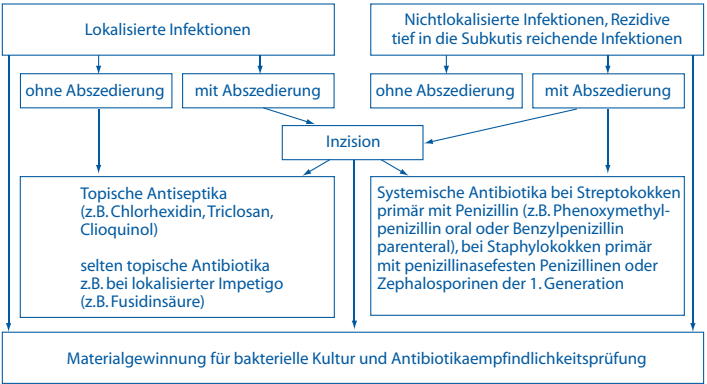 Lokalisierte Infektionen
Nichtlokalisierte Infektionen, Rezidive
tief in die Subkutis reichende Infektionen
ohne Abszedierung
mit Abszedierung
ohne Abszedierung
mit Abszedierung
Inzision
Topische Antiseptika
(z.B. Chlorhexidin, Triclosan,
Clioquinol)
selten topische Antibiotika
z.B. bei lokalisierter Impetigo
(z.B. Fusidinsäure)
Systemische Antibiotika bei Streptokokken
primär mit Penizillin (z.B. Phenoxymethyl-
penizillin oral oder Benzylpenizillin
parenteral), bei Staphylokokken primär
mit penizillinasefesten Penizillinen oder
Zephalosporinen der 1. Generation
Materialgewinnung für bakterielle Kultur und Antibiotikaempfindlichkeitsprüfung